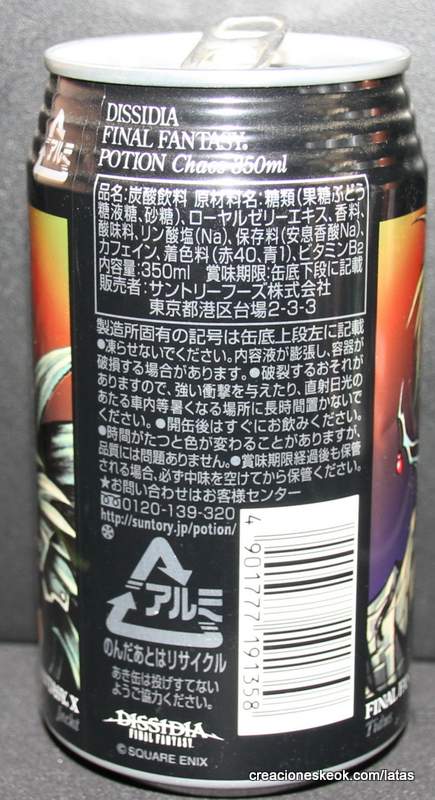 DISSIDIA
FINAL FANTASY®
POTION Chaos 350ml
アルミ
品名:炭酸飲料 原材料名:糖類(果糖ぶどう
糖液糖、砂糖)、ローヤルゼリーエキス、香料、
酸味料、リン酸塩(Na)、保存料(安息香酸Na)、
カフェイン、着色料(赤40、青1)、ビタミンB2
内容量:350ml 賞味期限:缶底下段に記載
販売者:サントリーフーズ株式会社
東京都港区台場2-3-3
製造所固有の記号は缶底上段左に記載
●凍らせないでください。内容液が膨張し、容器が
破損する場合があります。●破裂するおそれが
ありますので、強い衝撃を与えたり、直射日光の
あたる車内等暑くなる場所に長時間置かないで
ください。●開缶後はすぐにお飲みください。
●時間がたつと色が変わることがありますが、
品質には問題ありません。●賞味期限経過後も保管
される場合、必ず中味を空けてから保管ください。
★お問い合わせはお客様センター
0120-139-320
http://suntory.jp/potion/
アルミ
のんだあとはリサイクル
あき缶は投げすてない
ようご協力ください。
4 901777 191358
DISSIDIA
FINAL FANTASY®
©SQUARE ENIX
X
Jecht
FINAL FA
creacioneskeok.com/latas